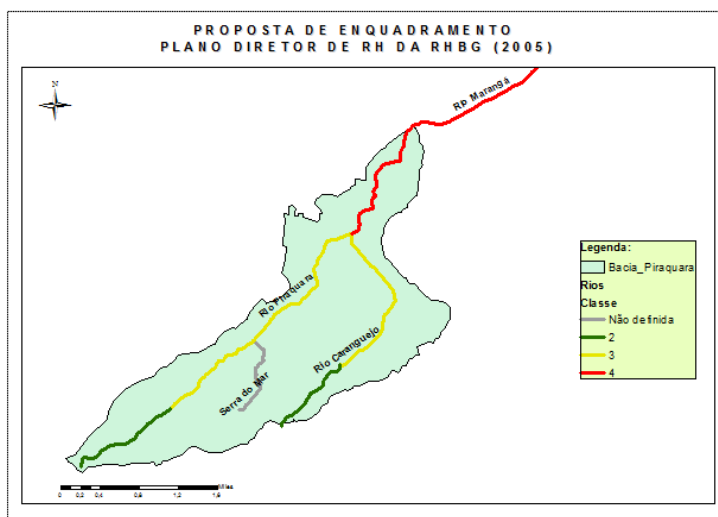 PROPOSTA DE ENQUADRAMENTO
PLANO DIRETOR DE RH DA RHBG (2005)
N
Rio Marangá
Rio Piraquara
Rio Caranguejo
Serra do Mar
Legenda:
Bacia_Piraquara
Rios
Classe
Não definida
2
3
4
0 0,2 0,4 0,8 1,2 1,6
Miles